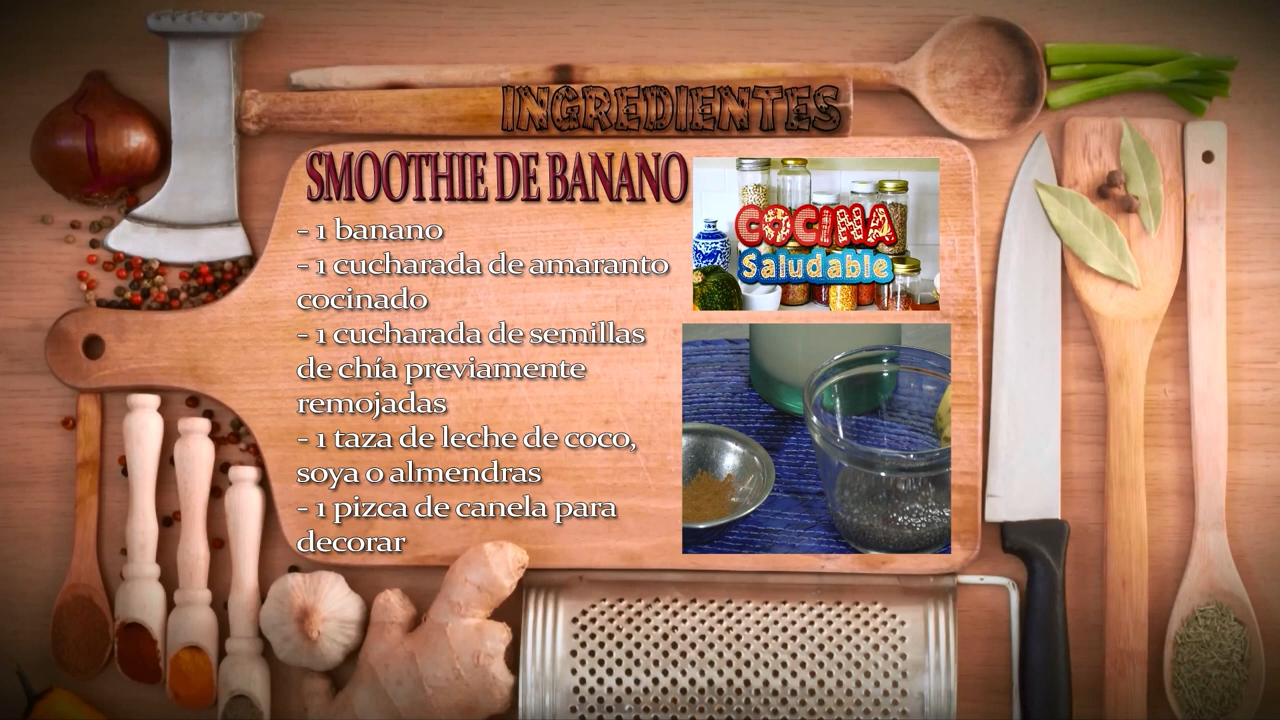 INGREDIENTES
SMOOTHIE DE BANANO
- 1 banano
- 1 cucharada de amaranto
cocinado
- 1 cucharada de semillas
de chía previamente
remojadas
- 1 taza de leche de coco,
soya o almendras
- 1 pizca de canela para
decorar
COCINA
Saludable